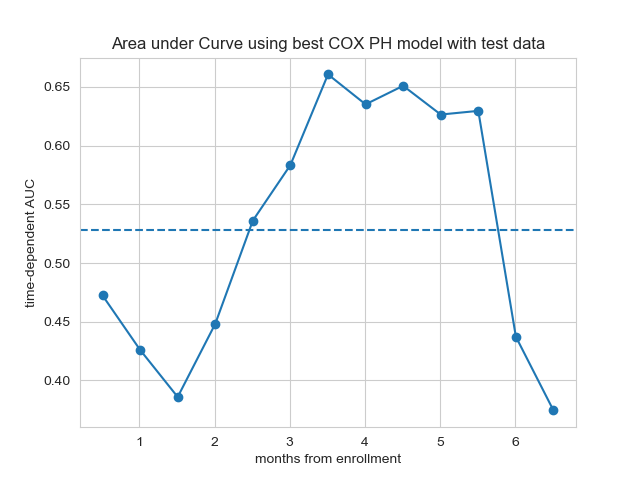 Area under Curve using best COX PH model with test data
time-dependent AUC
0.65
0.60
0.55
0.50
0.45
0.40
1 2 3 4 5 6
months from enrollment